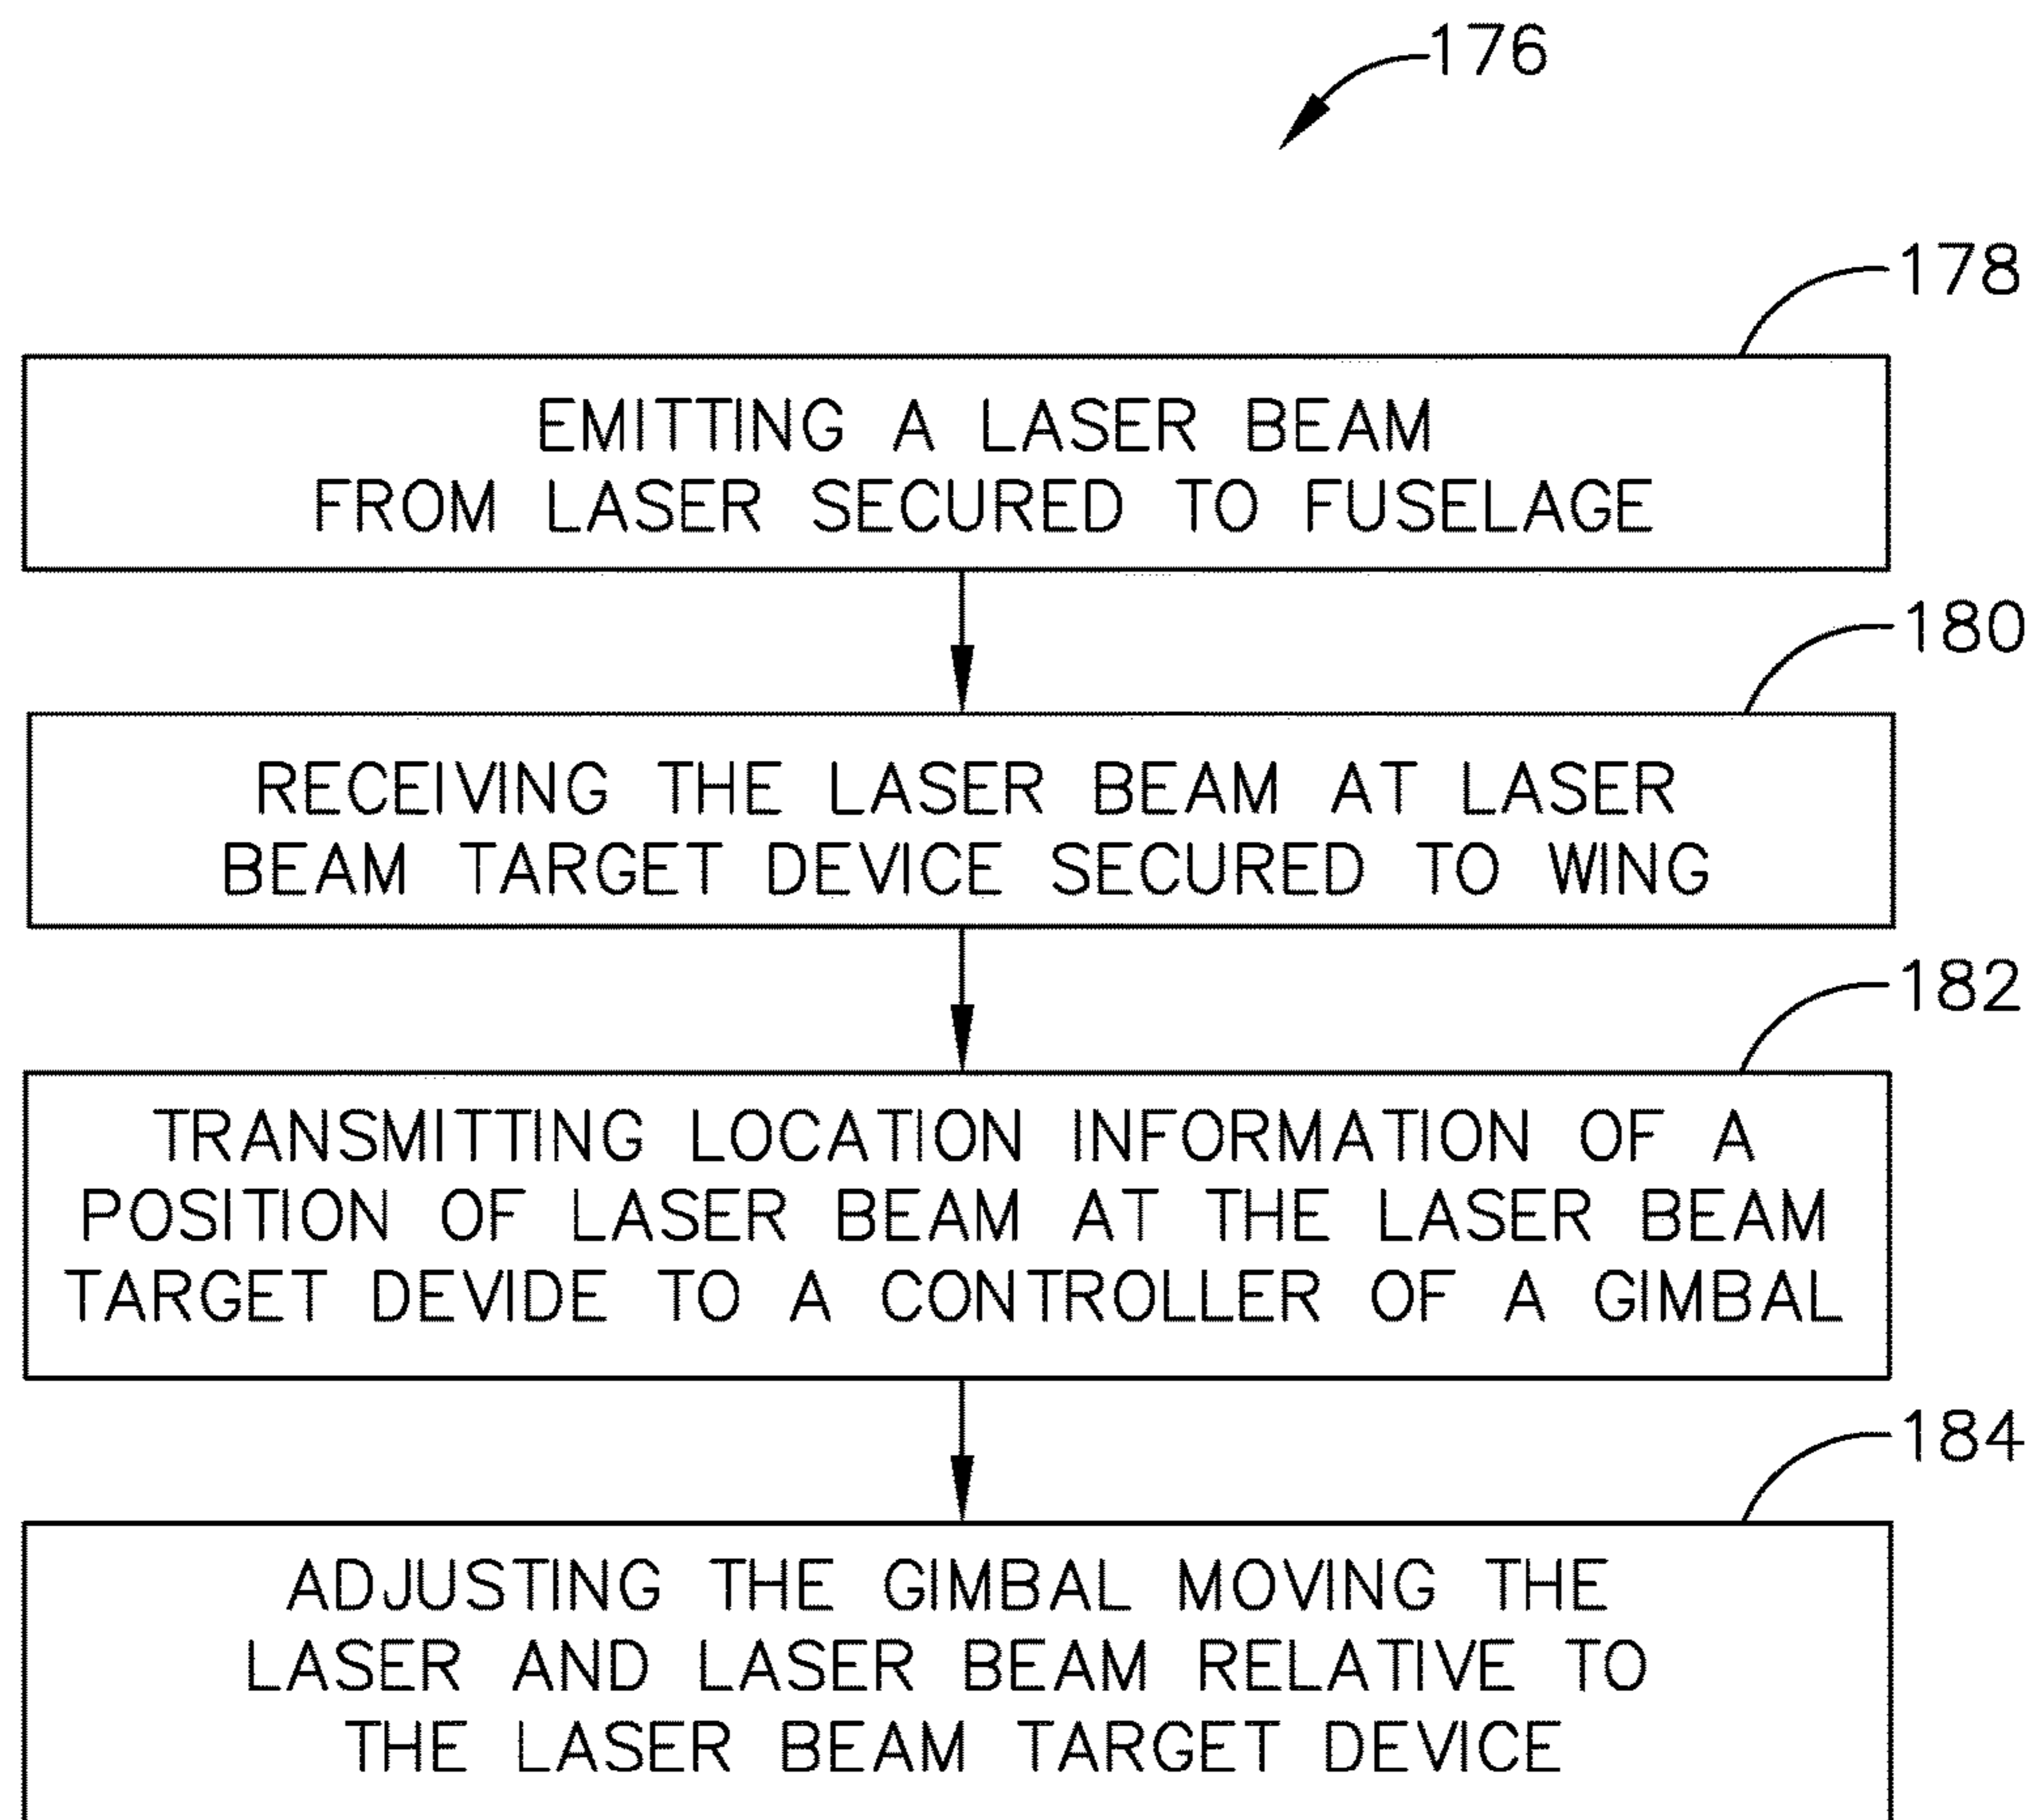 176
178
EMITTING A LASER BEAM
FROM LASER SECURED TO FUSELAGE
180
RECEIVING THE LASER BEAM AT LASER
BEAM TARGET DEVICE SECURED TO WING
182
TRANSMITTING LOCATION INFORMATION OF A
POSITION OF LASER BEAM AT THE LASER BEAM
TARGET DEVIDE TO A CONTROLLER OF A GIMBAL
184
ADJUSTING THE GIMBAL MOVING THE
LASER AND LASER BEAM RELATIVE TO
THE LASER BEAM TARGET DEVICE